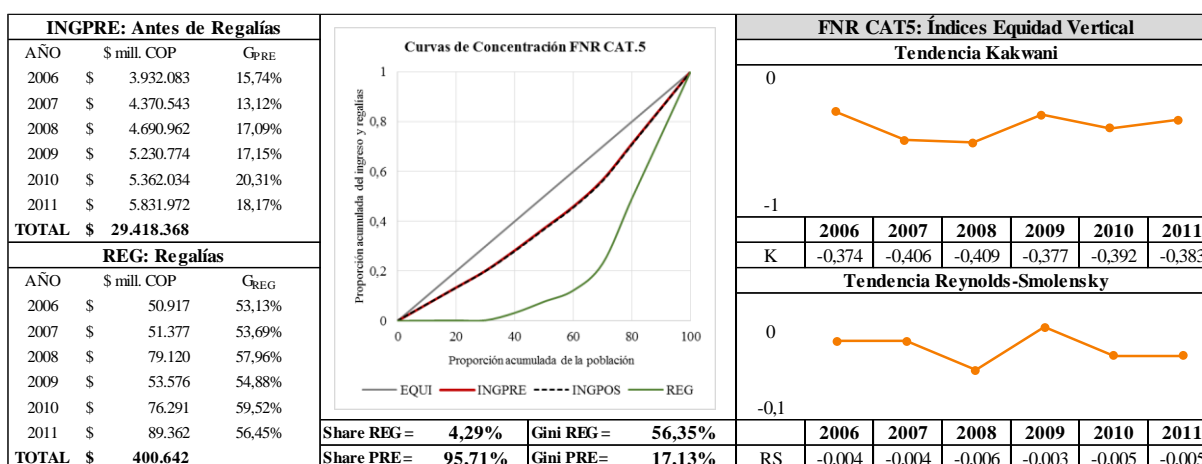 INGPRE: Antes de Regalías
AÑO $ mill. COP GPRE
2006 $ 3.932.083 15,74%
2007 $ 4.370.543 13,12%
2008 $ 4.690.962 17,09%
2009 $ 5.230.774 17,15%
2010 $ 5.362.034 20,31%
2011 $ 5.831.972 18,17%
TOTAL $ 29.418.368
REG: Regalías
AÑO $ mill. COP GREG
2006 $ 50.917 53,13%
2007 $ 51.377 53,69%
2008 $ 79.120 57,96%
2009 $ 53.576 54,88%
2010 $ 76.291 59,52%
2011 $ 89.362 56,45%
TOTAL $ 400.642
Curvas de Concentración FNR CAT.5
Proporción acumulada del ingreso y regalías
1
0,8
0,6
0,4
0,2
0
0 20 40 60 80 100
Proporción acumulada de la población
EQUI INGPRE INGPOS REG
Share REG = 4,29% Gini REG = 56,35%
Share PRE= 95,71% Gini PRE= 17,13%
FNR CAT5: Índices Equidad Vertical
Tendencia Kakwani
0
-1
2006 2007 2008 2009 2010 2011
K -0,374 -0,406 -0,409 -0,377 -0,392 -0,383
Tendencia Reynolds-Smolensky
0
-0,1
2006 2007 2008 2009 2010 2011
RS -0,004 -0,004 -0,006 -0,003 -0,005 -0,005